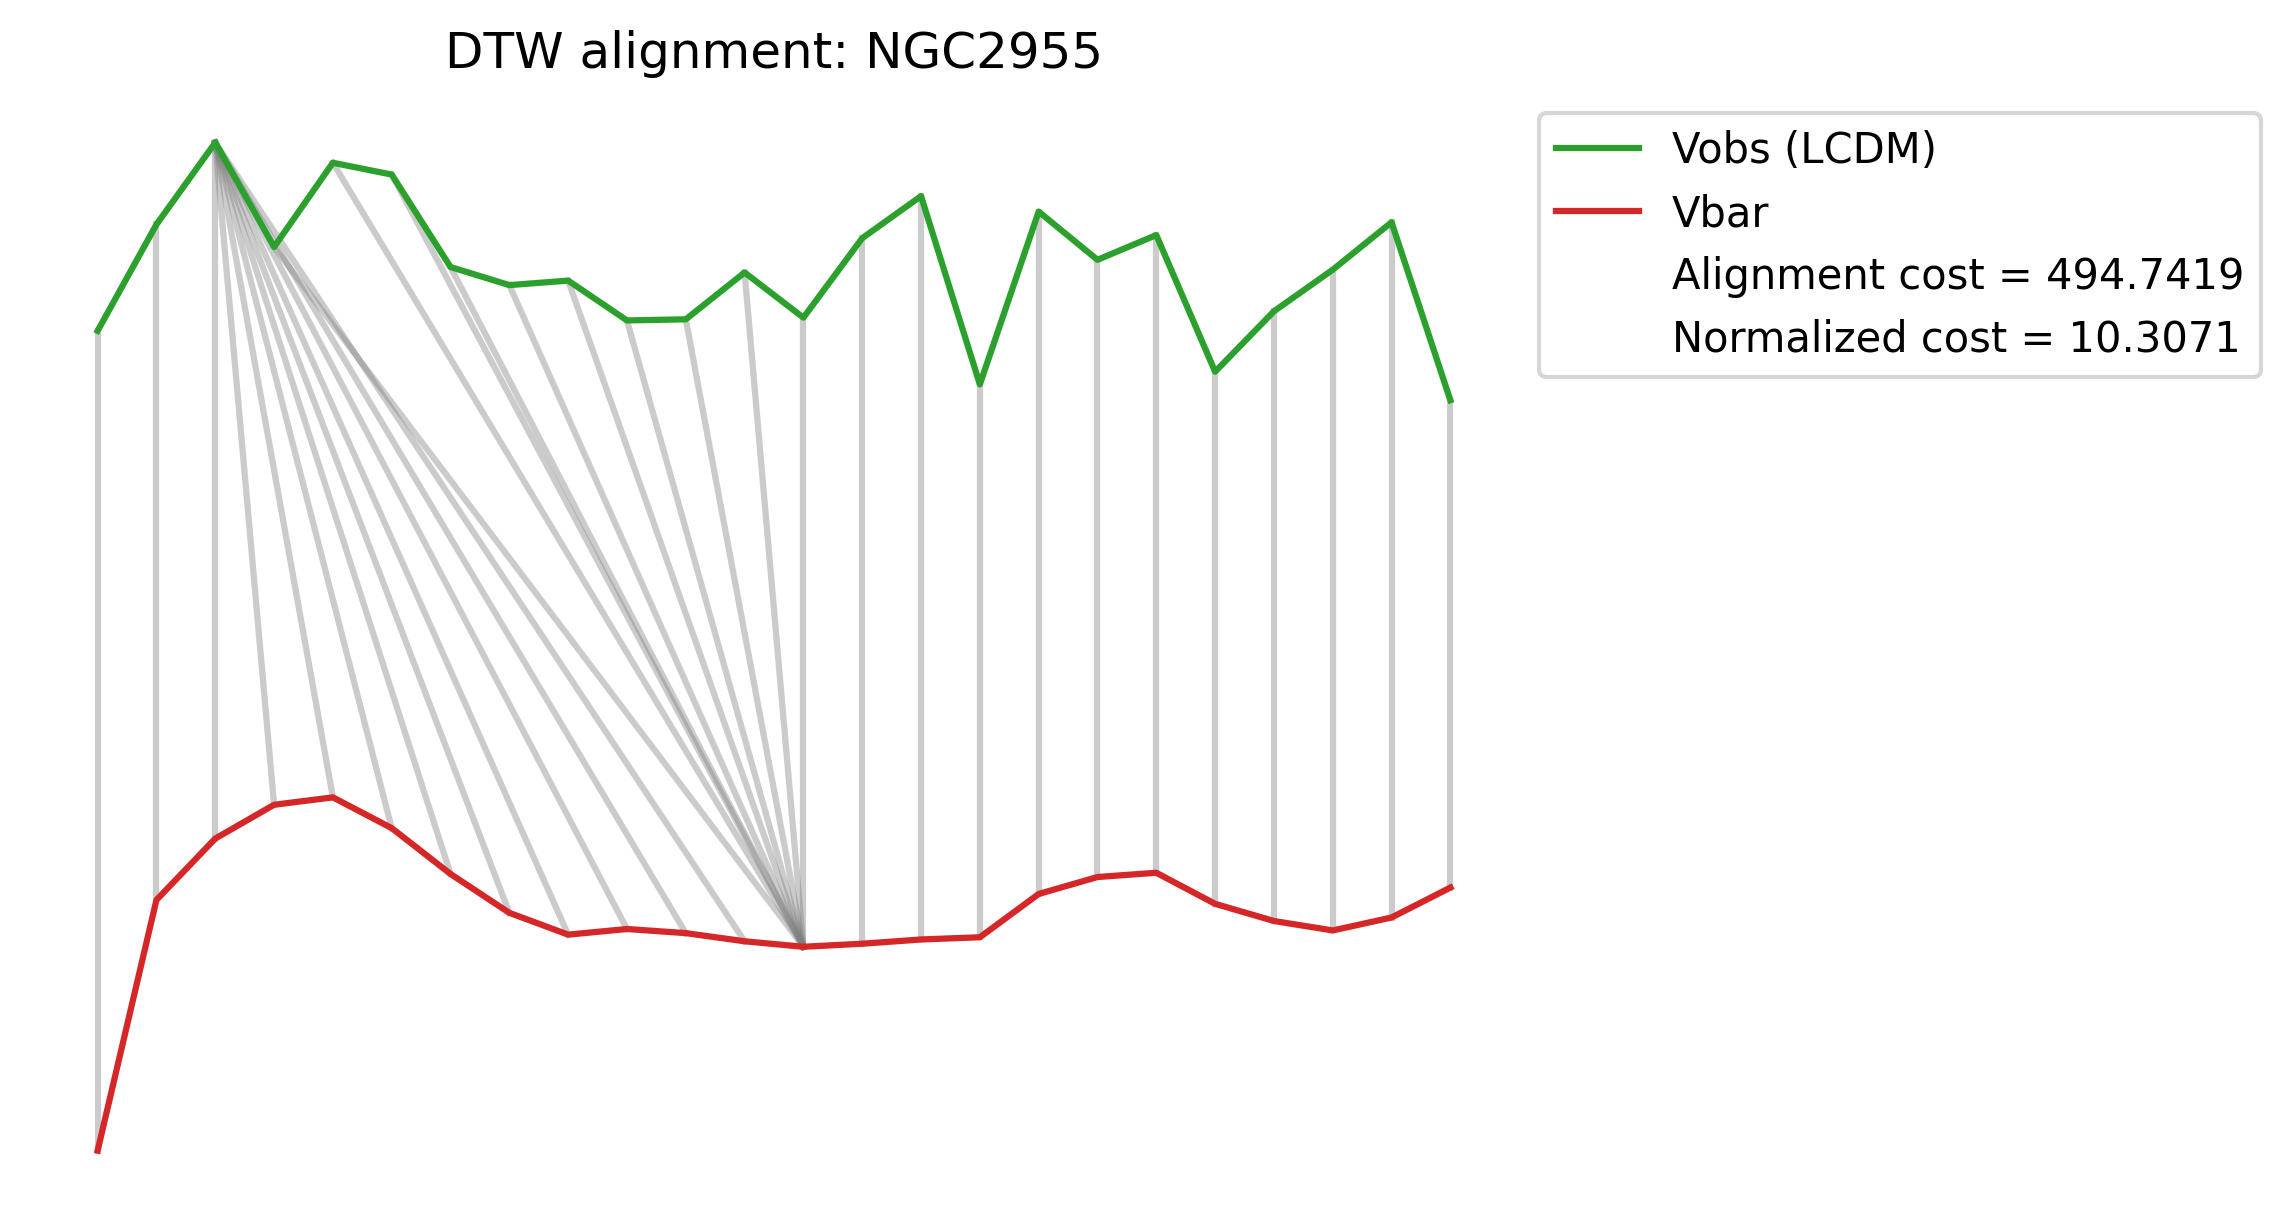 DTW alignment: NGC2955
Vobs (LCDM)
Vbar
Alignment cost = 494.7419
Normalized cost = 10.3071